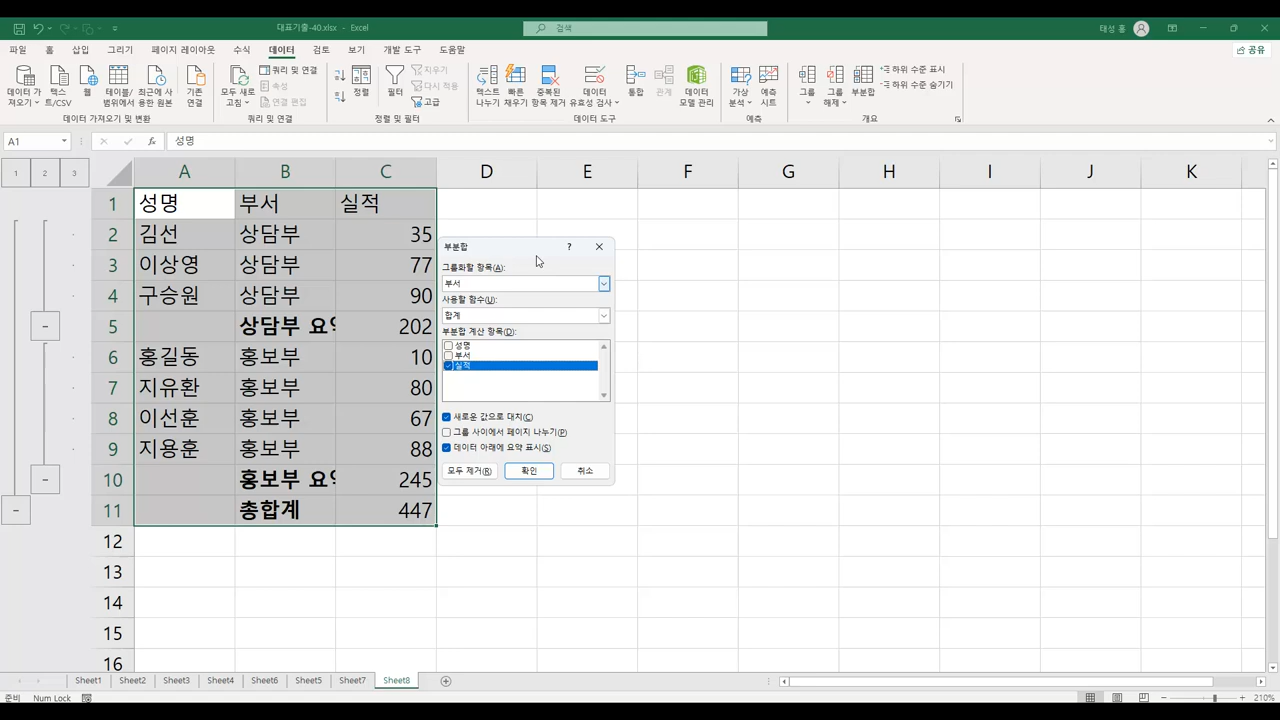 대표기출-40.xlsx - Excel
검색
태성 홍
파일 홈 삽입 그리기 페이지 레이아웃 수식 데이터 검토 보기 개발 도구 도움말
공유
데이터 가져오기
텍스트/CSV
웹
테이블/범위에서
최근에 사용한 원본
기존 연결
데이터 가져오기 및 변환
모두 새로 고침
쿼리 및 연결
속성
연결 편집
쿼리 및 연결
정렬
필터
지우기
다시 적용
고급
정렬 및 필터
텍스트 나누기
빠른 채우기
중복된 항목 제거
데이터 유효성 검사
통합
관계
데이터 모델 관리
데이터 도구
가상 분석
예측 시트
예측
그룹
그룹 해제
부분합
하위 수준 표시
하위 수준 숨기기
개요
A1
fx
성명
1 2 3
A B C D E F G H I J K
1 성명 부서 실적
2 김선 상담부 35
3 이상영 상담부 77
4 구승원 상담부 90
5 상담부 요약 202
6 홍길동 홍보부 10
7 지유환 홍보부 80
8 이선훈 홍보부 67
9 지용훈 홍보부 88
10 홍보부 요약 245
11 총합계 447
12
13
14
15
16
부분합 ?
그룹화할 항목(A):
부서
사용할 함수(U):
합계
부분합 계산 항목(D):
성명
부서
실적
새로운 값으로 대치(C)
그룹 사이에서 페이지 나누기(P)
데이터 아래에 요약 표시(S)
모두 제거(R) 확인 취소
Sheet1 Sheet2 Sheet3 Sheet4 Sheet6 Sheet5 Sheet7 Sheet8
준비 Num Lock
210%